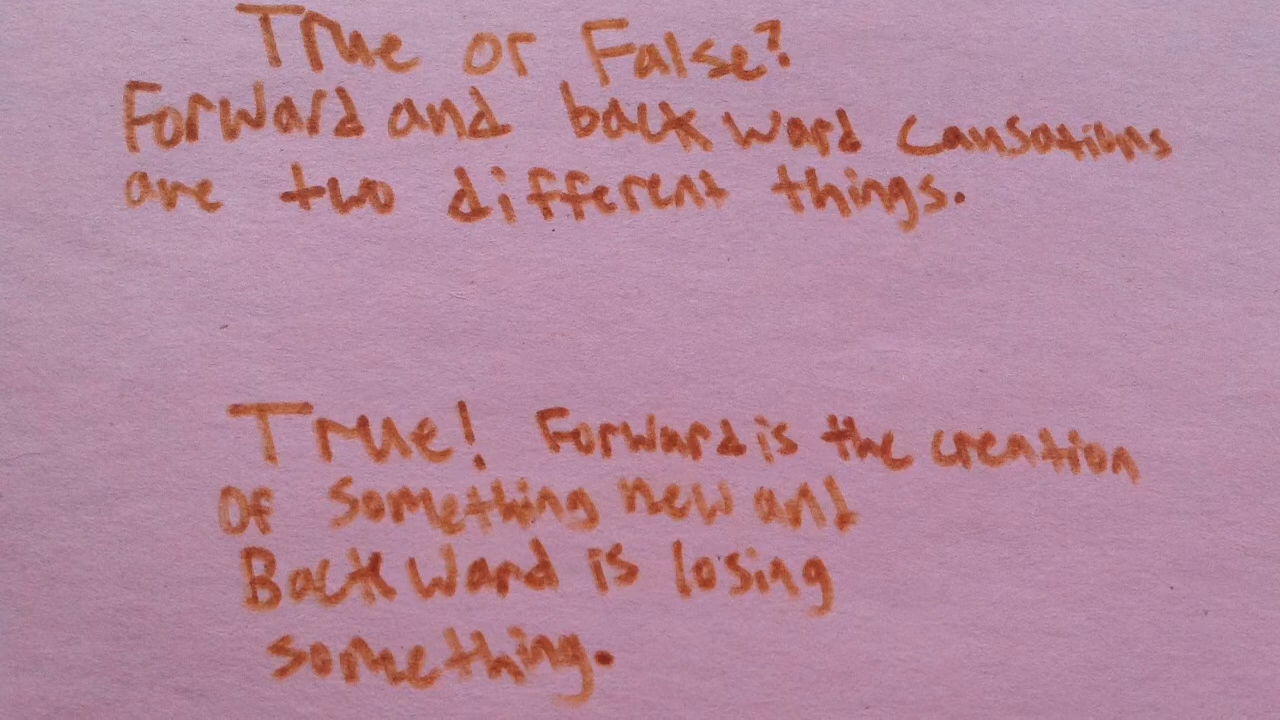 True or False?
Forward and backward causations
are two different things.
True! Forward is the creation
of something new and
Backward is losing
something.